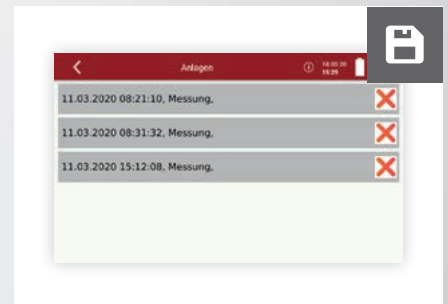 Anlagen
11.03.2020 08:21:10, Messung,
11.03.2020 08:31:32, Messung,
11.03.2020 15:12:08, Messung,